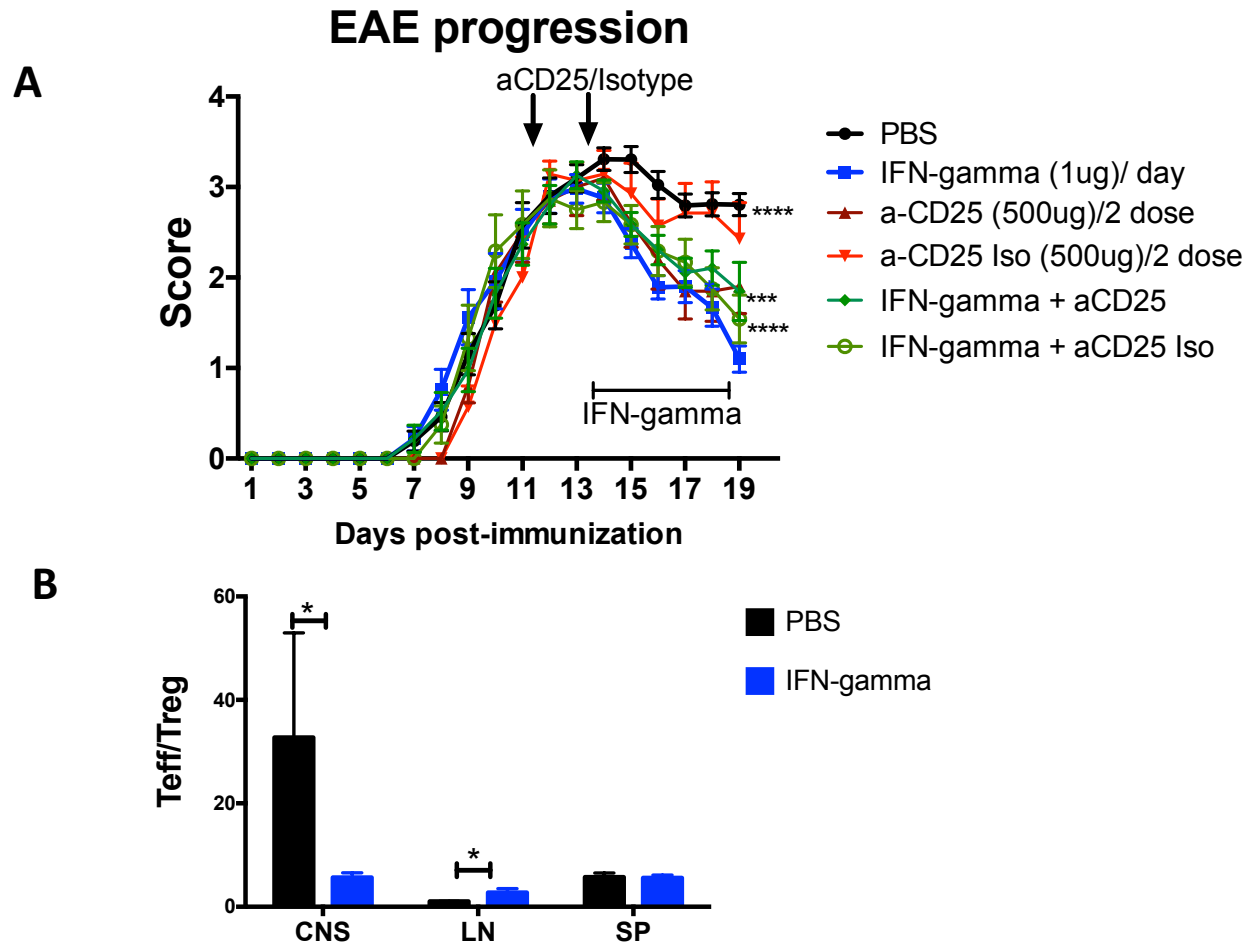 EAE progression
A
aCD25/Isotype
4
3
2
1
0
Score
1 3 5 7 9 11 13 15 17 19
Days post-immunization
****
***
****
IFN-gamma
PBS
IFN-gamma (1ug)/ day
a-CD25 (500ug)/2 dose
a-CD25 Iso (500ug)/2 dose
IFN-gamma + aCD25
IFN-gamma + aCD25 Iso
B
60
40
20
0
Teff/Treg
*
*
CNS LN SP
PBS
IFN-gamma